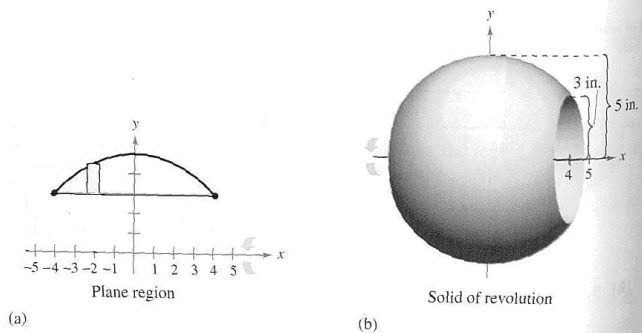 y
x
-5 -4 -3 -2 -1 1 2 3 4 5
Plane region
(a)
y
3 in.
5 in.
x
4 5
Solid of revolution
(b)